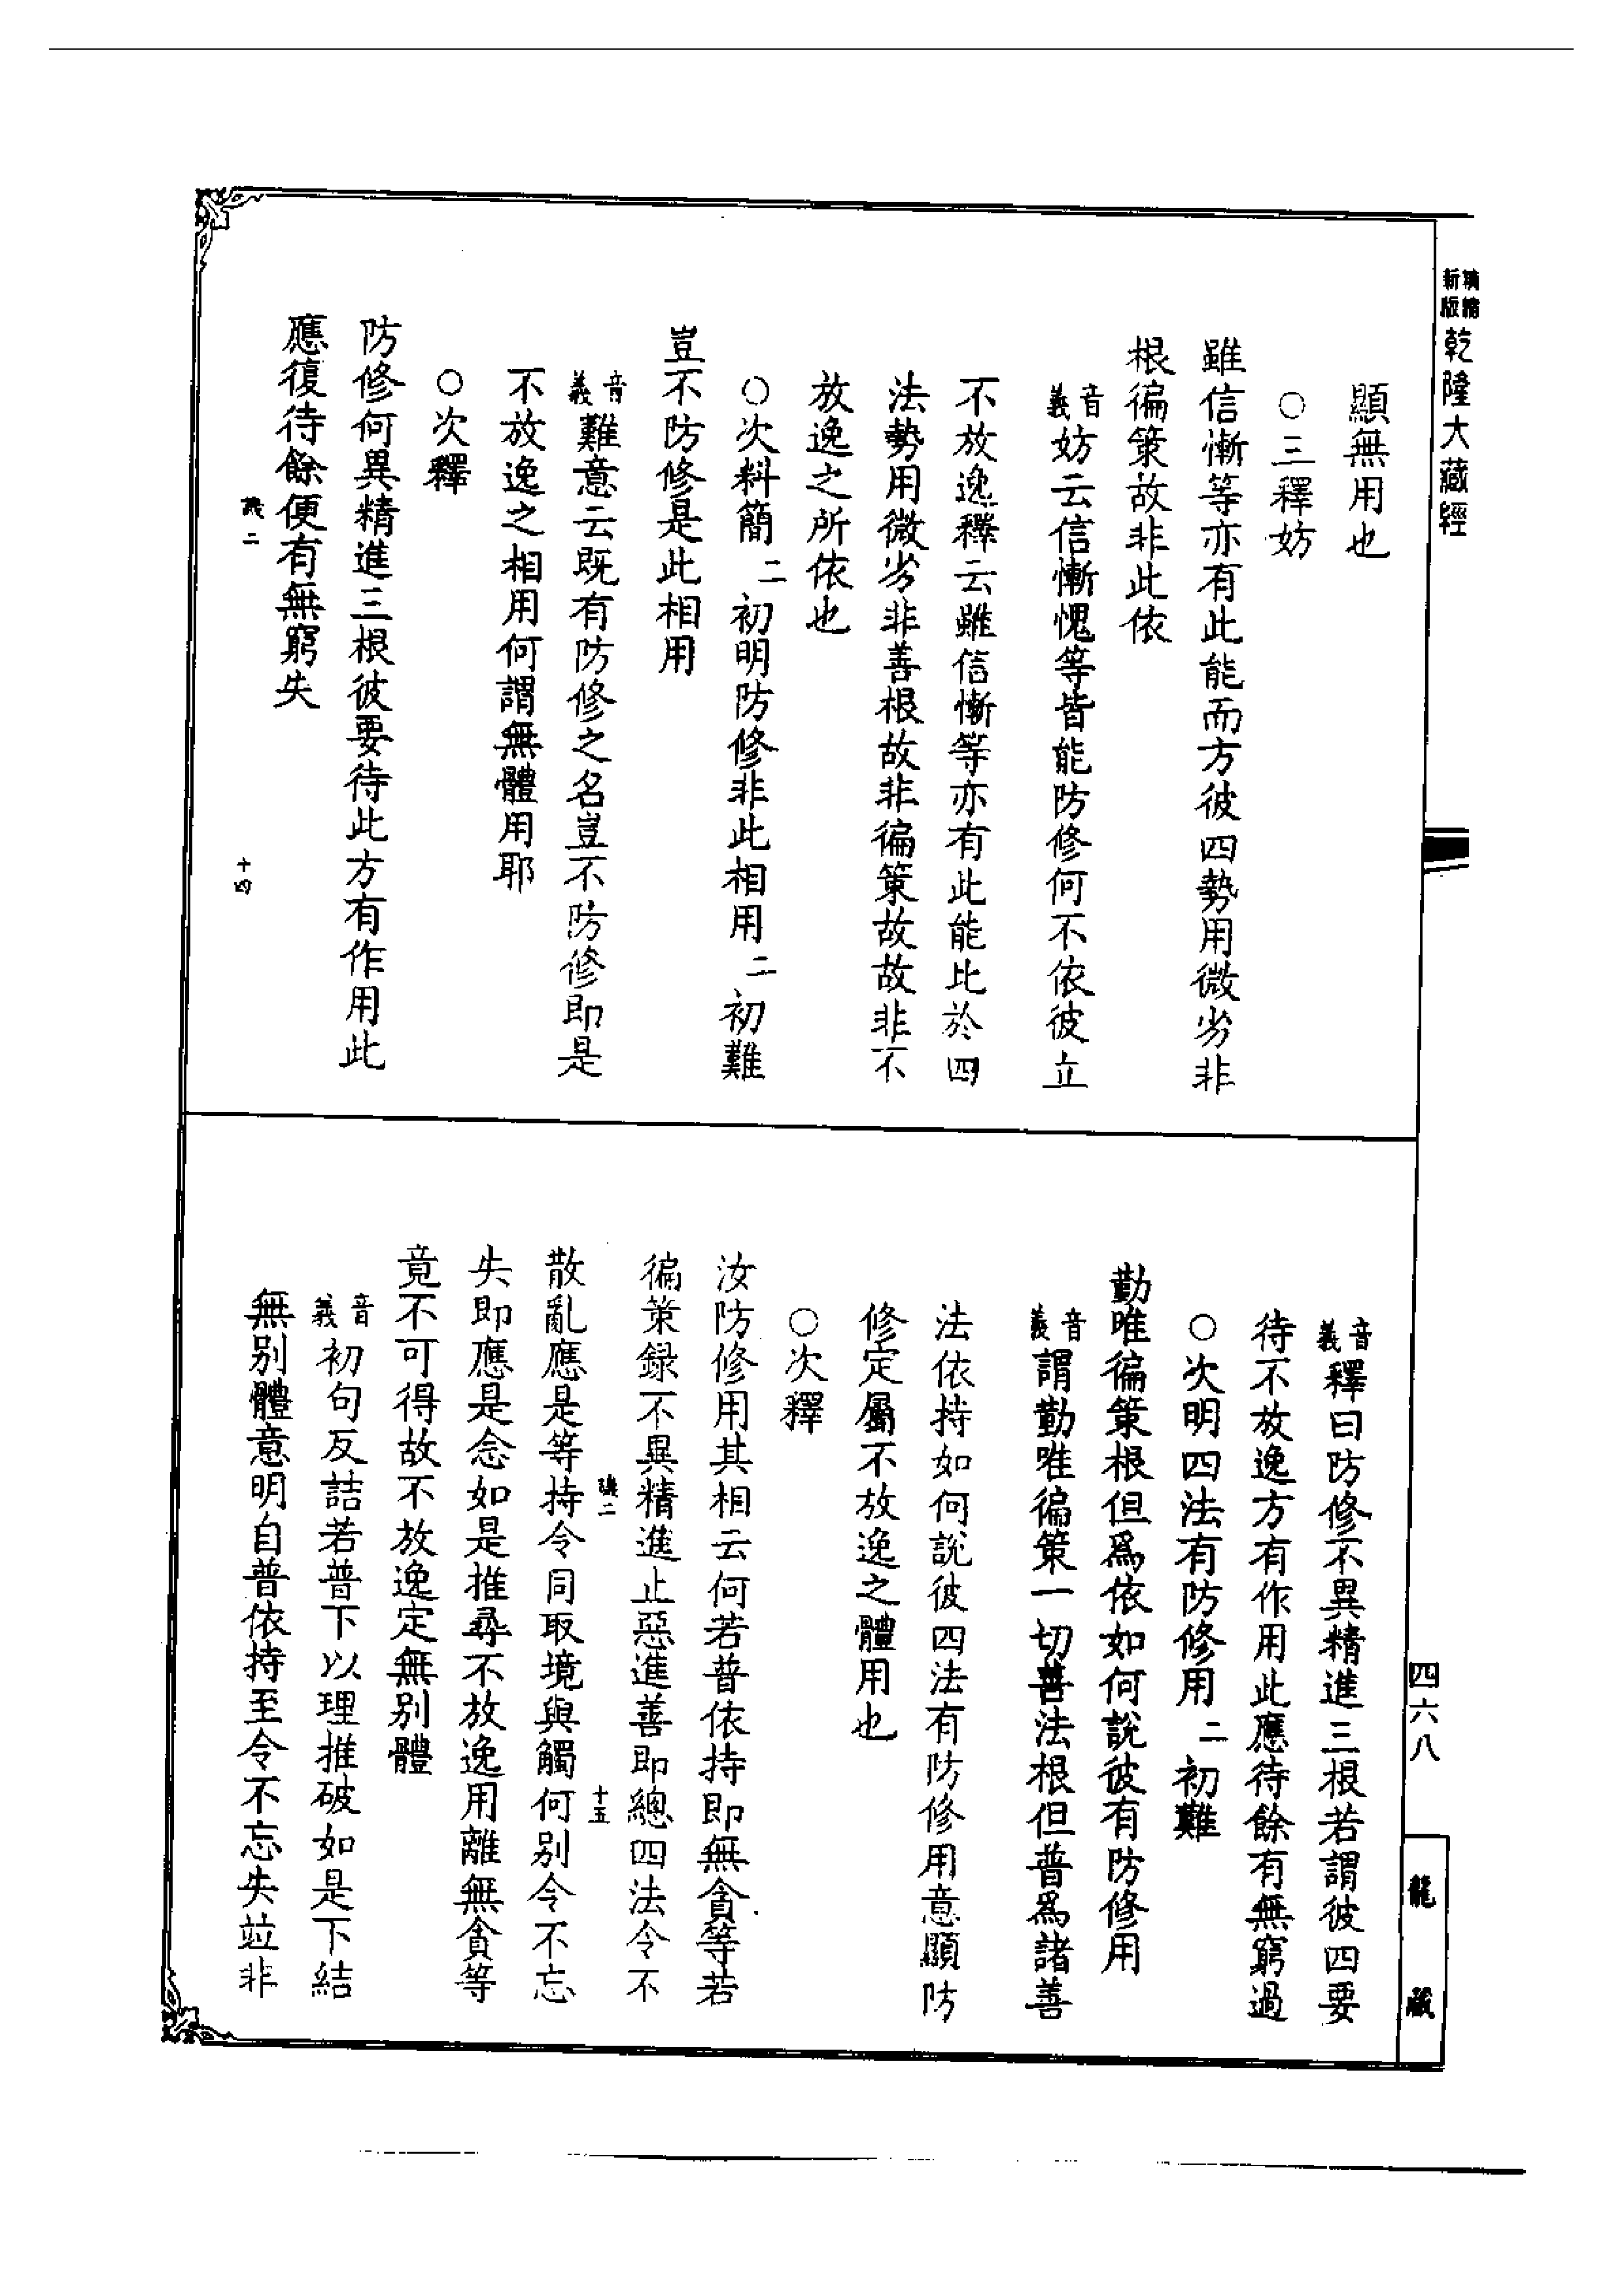 精縮
新版
乾隆大藏經
顯無用也
○三釋妨
雖信慚等亦有此能而方彼四勢用微劣非
根徧策故非此依
音義妨云信慚愧等皆能防修何不依彼立
不放逸釋云雖信慚等亦有此能比於四
法勢用微劣非善根故非徧策故故非不
放逸之所依也
○次料簡二初明防修非此相用二初難
豈不防修是此相用
音義難意云既有防修之名豈不防修即是
不放逸之相用何謂無體用耶
○次釋
防修何異精進三根彼要待此方有作用此
應復待餘便有無窮失
二
十四
四六八
龍藏
音義釋曰防修不異精進三根若謂彼四要
待不放逸方有作用此應待餘有無窮過
○次明四法有防修用二初難
勤唯徧策根但爲依如何說彼有防修用
音義謂勤唯徧策一切善法根但普爲諸善
法依持如何說彼四法有防修用意顯防
修定屬不放逸之體用也
○次釋
汝防修用其相云何若普依持即無貪等若
徧策録不異精進止惡進善即總四法令不
二
十五
散亂應是等持令同取境與觸何別令不忘
失即應是念如是推尋不放逸用離無貪等
竟不可得故不放逸定無別體
音義初句反詰若普下以理推破如是下結
無別體意明自普依持至令不忘失竝非